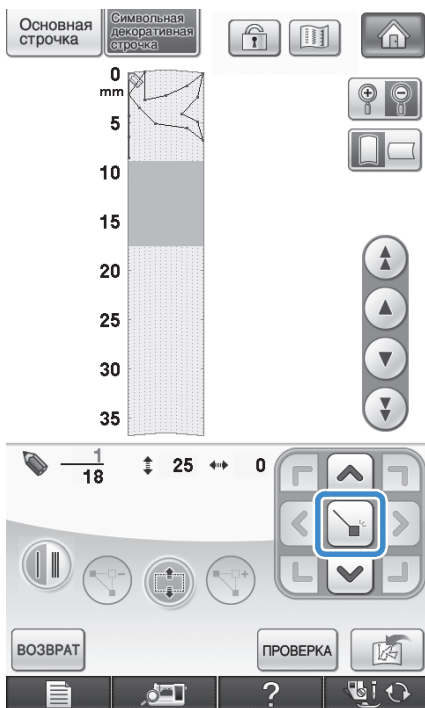 Основная
строчка
Символьная
декоративная
строчка
0
mm
5
10
15
20
25
30
35
1
18
25
0
ВОЗВРАТ
ПРОВЕРКА
?